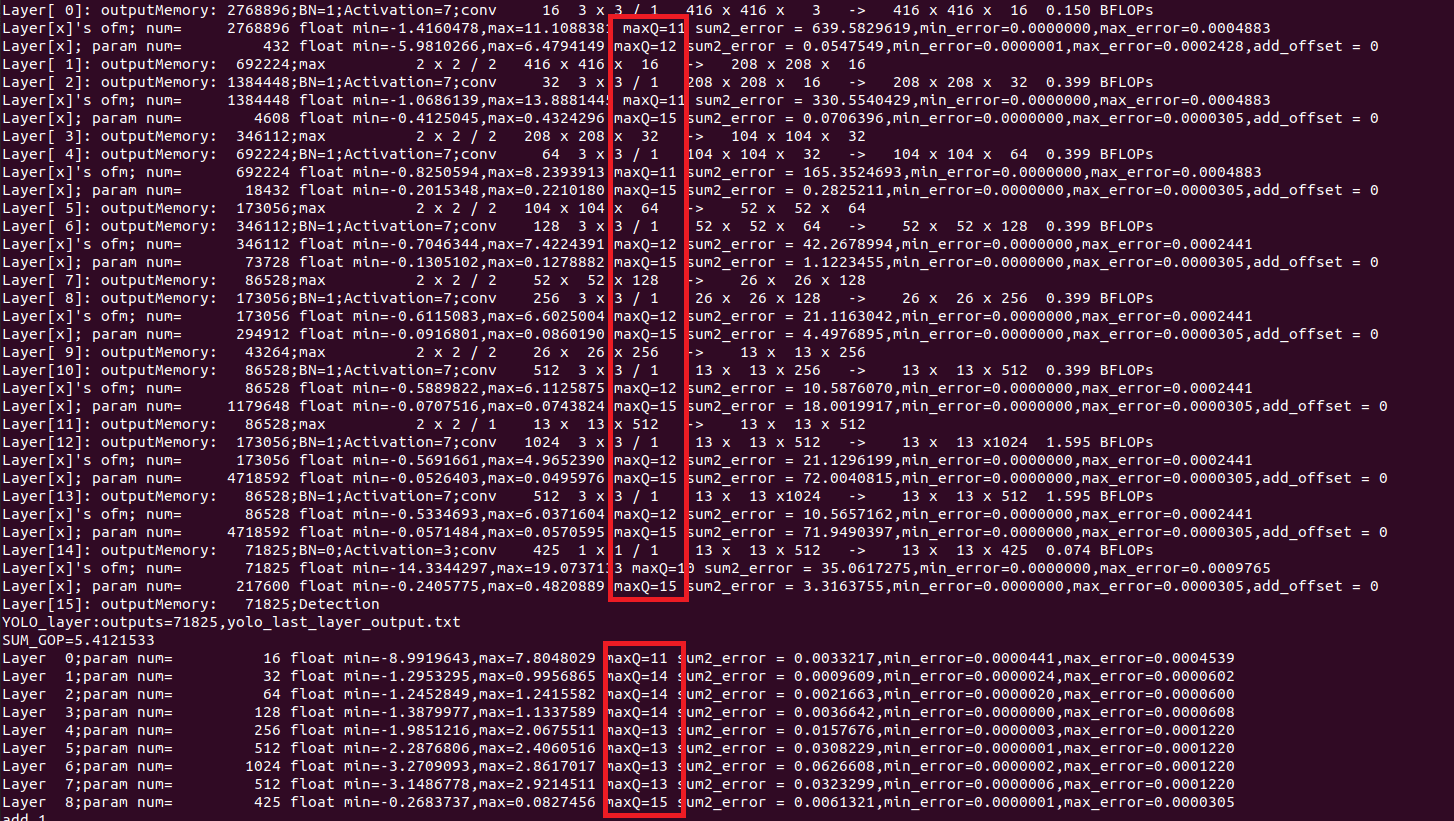 Layer[ 0]: outputMemory: 2768896;BN=1;Activation=7;conv     16  3 x 3 / 1   416 x 416 x   3  ->   416 x 416 x  16  0.150 BFLOPs
Layer[x]'s ofm; num=     2768896 float min=-1.4160478,max=11.1088381 maxQ=11 sum2_error = 639.5829619,min_error=0.0000000,max_error=0.0004883
Layer[x]; param num=         432 float min=-5.9810266,max=6.4794149 maxQ=12 sum2_error = 0.0547549,min_error=0.0000001,max_error=0.0002428,add_offset = 0
Layer[ 1]: outputMemory:  692224;max          2 x 2 / 2   416 x 416 x  16  ->   208 x 208 x  16
Layer[ 2]: outputMemory: 1384448;BN=1;Activation=7;conv     32  3 x 3 / 1   208 x 208 x  16   ->   208 x 208 x  32  0.399 BFLOPs
Layer[x]'s ofm; num=     1384448 float min=-1.0686139,max=13.8881445 maxQ=11 sum2_error = 330.5540429,min_error=0.0000000,max_error=0.0004883
Layer[x]; param num=        4608 float min=-0.4125045,max=0.4324296 maxQ=15 sum2_error = 0.0706396,min_error=0.0000000,max_error=0.0000305,add_offset = 0
Layer[ 3]: outputMemory:  346112;max          2 x 2 / 2   208 x 208 x  32  ->   104 x 104 x  32
Layer[ 4]: outputMemory:  692224;BN=1;Activation=7;conv     64  3 x 3 / 1   104 x 104 x  32   ->   104 x 104 x  64  0.399 BFLOPs
Layer[x]'s ofm; num=      692224 float min=-0.8250594,max=8.2393913 maxQ=11 sum2_error = 165.3524693,min_error=0.0000000,max_error=0.0004883
Layer[x]; param num=       18432 float min=-0.2015348,max=0.2210180 maxQ=15 sum2_error = 0.2825211,min_error=0.0000000,max_error=0.0000305,add_offset = 0
Layer[ 5]: outputMemory:  173056;max          2 x 2 / 2   104 x 104 x  64  ->    52 x  52 x  64
Layer[ 6]: outputMemory:  346112;BN=1;Activation=7;conv    128  3 x 3 / 1    52 x  52 x  64   ->    52 x  52 x 128  0.399 BFLOPs
Layer[x]'s ofm; num=      346112 float min=-0.7046344,max=7.4224391 maxQ=12 sum2_error = 42.2678994,min_error=0.0000000,max_error=0.0002441
Layer[x]; param num=       73728 float min=-0.1305102,max=0.1278882 maxQ=15 sum2_error = 1.1223455,min_error=0.0000000,max_error=0.0000305,add_offset = 0
Layer[ 7]: outputMemory:   86528;max          2 x 2 / 2    52 x  52 x 128  ->    26 x  26 x 128
Layer[ 8]: outputMemory:  173056;BN=1;Activation=7;conv    256  3 x 3 / 1    26 x  26 x 128   ->    26 x  26 x 256  0.399 BFLOPs
Layer[x]'s ofm; num=      173056 float min=-0.6115083,max=6.6025004 maxQ=12 sum2_error = 21.1163042,min_error=0.0000000,max_error=0.0002441
Layer[x]; param num=      294912 float min=-0.0916801,max=0.0860190 maxQ=15 sum2_error = 4.4976895,min_error=0.0000000,max_error=0.0000305,add_offset = 0
Layer[ 9]: outputMemory:   43264;max          2 x 2 / 2    26 x  26 x 256  ->    13 x  13 x 256
Layer[10]: outputMemory:   86528;BN=1;Activation=7;conv    512  3 x 3 / 1    13 x  13 x 256   ->    13 x  13 x 512  0.399 BFLOPs
Layer[x]'s ofm; num=       86528 float min=-0.5889822,max=6.1125875 maxQ=12 sum2_error = 10.5876070,min_error=0.0000000,max_error=0.0002441
Layer[x]; param num=     1179648 float min=-0.0707516,max=0.0743824 maxQ=15 sum2_error = 18.0019917,min_error=0.0000000,max_error=0.0000305,add_offset = 0
Layer[11]: outputMemory:   86528;max          2 x 2 / 1    13 x  13 x 512  ->    13 x  13 x 512
Layer[12]: outputMemory:  173056;BN=1;Activation=7;conv   1024  3 x 3 / 1    13 x  13 x 512   ->    13 x  13 x1024  1.595 BFLOPs
Layer[x]'s ofm; num=      173056 float min=-0.5691661,max=4.9652390 maxQ=12 sum2_error = 21.1296199,min_error=0.0000000,max_error=0.0002441
Layer[x]; param num=     4718592 float min=-0.0526403,max=0.0495976 maxQ=15 sum2_error = 72.0040815,min_error=0.0000000,max_error=0.0000305,add_offset = 0
Layer[13]: outputMemory:   86528;BN=1;Activation=7;conv    512  3 x 3 / 1    13 x  13 x1024   ->    13 x  13 x 512  1.595 BFLOPs
Layer[x]'s ofm; num=       86528 float min=-0.5334693,max=6.0371604 maxQ=12 sum2_error = 10.5657162,min_error=0.0000000,max_error=0.0002441
Layer[x]; param num=     4718592 float min=-0.0571484,max=0.0570595 maxQ=15 sum2_error = 71.9490397,min_error=0.0000000,max_error=0.0000305,add_offset = 0
Layer[14]: outputMemory:   71825;BN=0;Activation=3;conv    425  1 x 1 / 1    13 x  13 x 512   ->    13 x  13 x 425  0.074 BFLOPs
Layer[x]'s ofm; num=       71825 float min=-14.3344297,max=19.0737133 maxQ=10 sum2_error = 35.0617275,min_error=0.0000000,max_error=0.0009765
Layer[x]; param num=      217600 float min=-0.2405775,max=0.4820889 maxQ=15 sum2_error = 3.3163755,min_error=0.0000000,max_error=0.0000305,add_offset = 0
Layer[15]: outputMemory:   71825;Detection
YOLO_layer:outputs=71825,yolo_last_layer_output.txt
SUM_GOP=5.4121533
Layer  0;param num=          16 float min=-8.9919643,max=7.8048029 maxQ=11 sum2_error = 0.0033217,min_error=0.0000441,max_error=0.0004539
Layer  1;param num=          32 float min=-1.2953295,max=0.9956865 maxQ=14 sum2_error = 0.0009609,min_error=0.0000024,max_error=0.0000602
Layer  2;param num=          64 float min=-1.2452849,max=1.2415582 maxQ=14 sum2_error = 0.0021663,min_error=0.0000020,max_error=0.0000600
Layer  3;param num=         128 float min=-1.3879977,max=1.1337589 maxQ=14 sum2_error = 0.0036642,min_error=0.0000000,max_error=0.0000608
Layer  4;param num=         256 float min=-1.9851216,max=2.0675511 maxQ=13 sum2_error = 0.0157676,min_error=0.0000003,max_error=0.0001220
Layer  5;param num=         512 float min=-2.2876806,max=2.4060516 maxQ=13 sum2_error = 0.0308229,min_error=0.0000001,max_error=0.0001220
Layer  6;param num=        1024 float min=-3.2709093,max=2.8617017 maxQ=13 sum2_error = 0.0626608,min_error=0.0000002,max_error=0.0001220
Layer  7;param num=         512 float min=-3.1486778,max=2.9214511 maxQ=13 sum2_error = 0.0323299,min_error=0.0000006,max_error=0.0001220
Layer  8;param num=         425 float min=-0.2683737,max=0.0827456 maxQ=15 sum2_error = 0.0061321,min_error=0.0000001,max_error=0.0000305
add 1